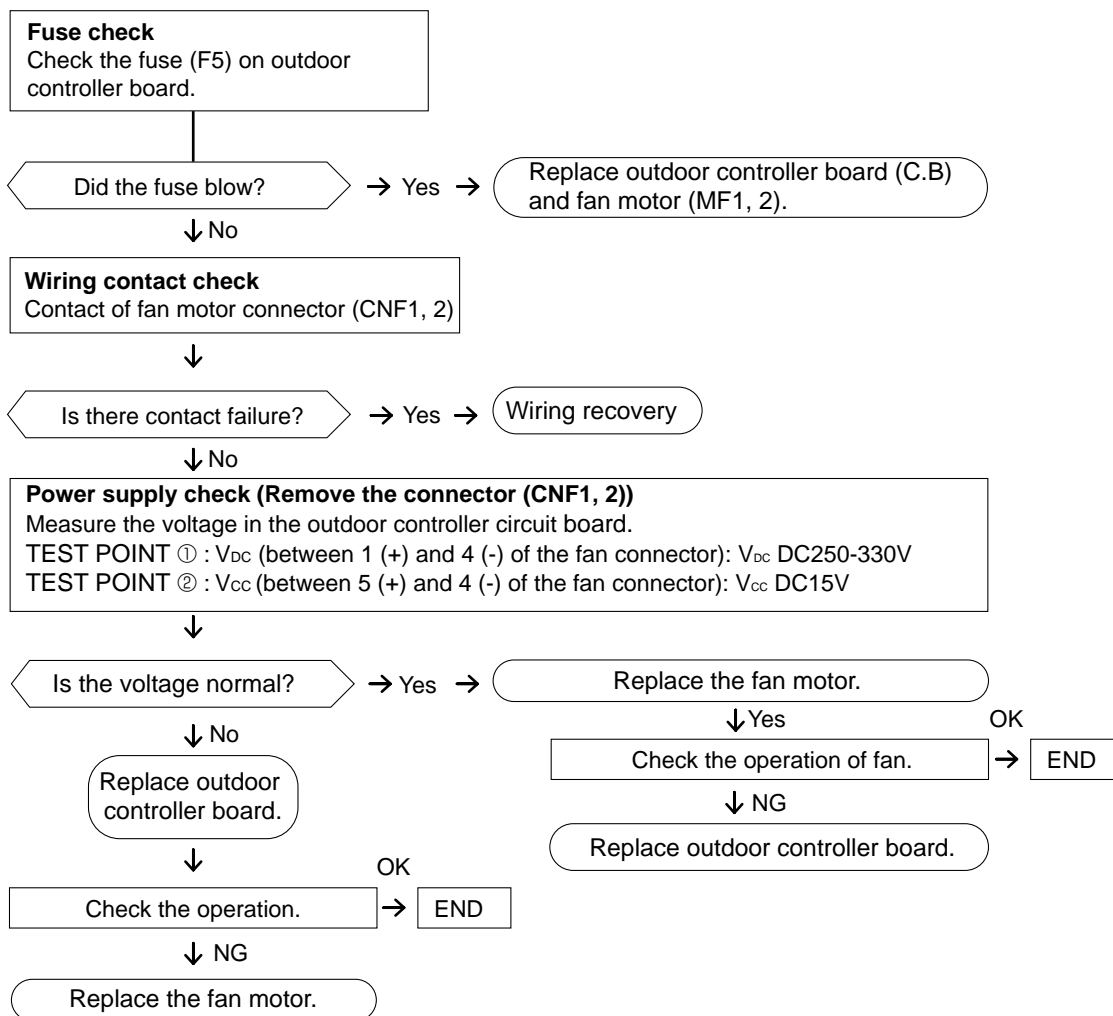 Fuse check
Check the fuse (F5) on outdoor
controller board.
Did the fuse blow?
Yes
Replace outdoor controller board (C.B)
and fan motor (MF1, 2).
No
Wiring contact check
Contact of fan motor connector (CNF1, 2)
Is there contact failure?
Yes
Wiring recovery
No
Power supply check (Remove the connector (CNF1, 2))
Measure the voltage in the outdoor controller circuit board.
TEST POINT ① : VDC (between 1 (+) and 4 (-) of the fan connector): VDC DC250-330V
TEST POINT ② : VCC (between 5 (+) and 4 (-) of the fan connector): VCC DC15V
Is the voltage normal?
Yes
Replace the fan motor.
Yes
OK
Check the operation of fan.
END
NG
Replace outdoor controller board.
No
Replace outdoor
controller board.
OK
Check the operation.
END
NG
Replace the fan motor.